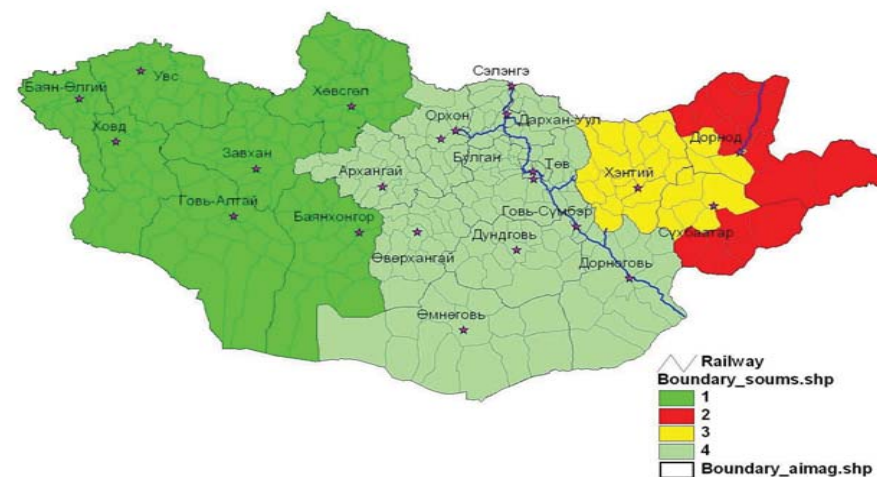 Сэлэнгэ
Увс
Баян-Өлгий
Хөвсгөл
Орхон
Дархан-Уул
Дорнод
Ховд
Булган
Төв
Завхан
Архангай
Хэнтий
Говь-Алтай
Баянхонгор
Говь-Сүмбэр
Дундговь
Сүхбаатар
Өвөрхангай
Дорноговь
Өмнөговь
Railway
Boundary_soums.shp
1
2
3
4
Boundary_aimag.shp